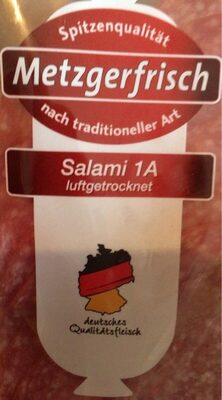 Spitzenqualität
Metzgerfrisch
nach traditioneller Art
Salami 1A
luftgetrocknet
deutsches
Qualitätsfleisch